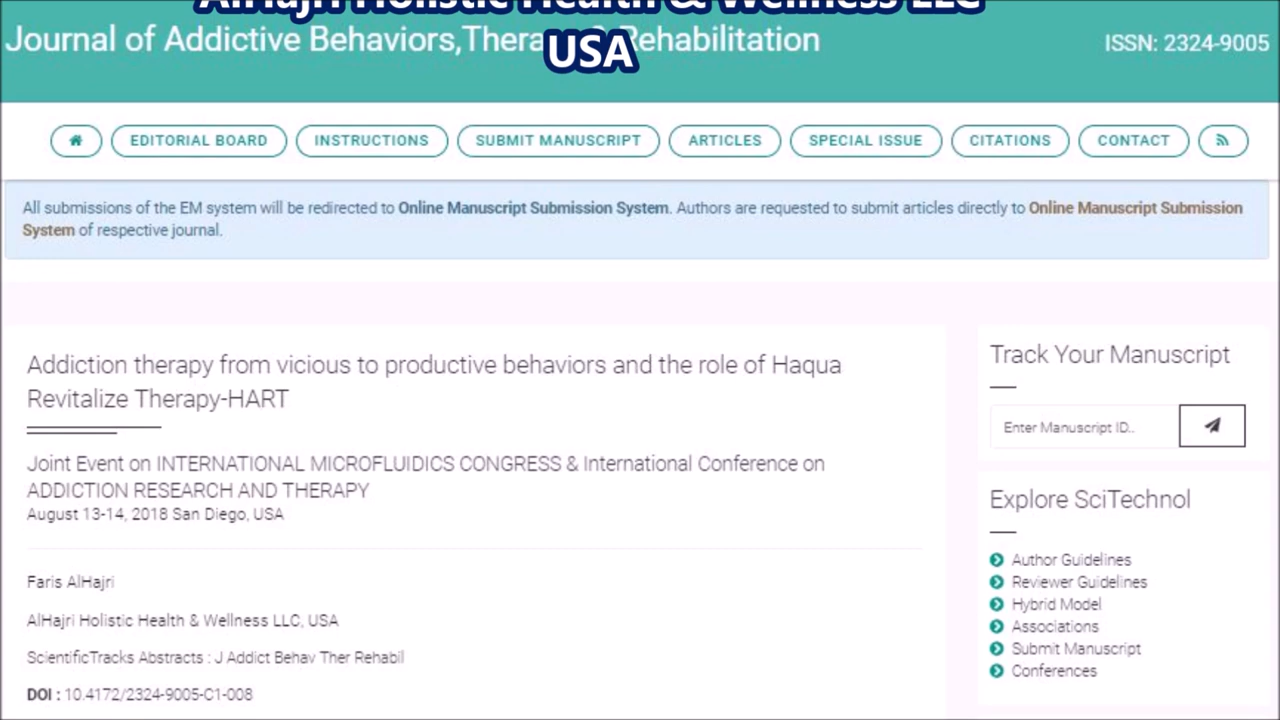 AlHajri Holistic Health & Wellness LLC
USA
Journal of Addictive Behaviors,Thera Rehabilitation
ISSN: 2324-9005
EDITORIAL BOARD
INSTRUCTIONS
SUBMIT MANUSCRIPT
ARTICLES
SPECIAL ISSUE
CITATIONS
CONTACT
All submissions of the EM system will be redirected to Online Manuscript Submission System. Authors are requested to submit articles directly to Online Manuscript Submission
System of respective journal.
Addiction therapy from vicious to productive behaviors and the role of Haqua
Revitalize Therapy-HART
Joint Event on INTERNATIONAL MICROFLUIDICS CONGRESS & International Conference on
ADDICTION RESEARCH AND THERAPY
August 13-14, 2018 San Diego, USA
Faris AlHajri
AlHajri Holistic Health & Wellness LLC, USA
ScientificTracks Abstracts : J Addict Behav Ther Rehabil
DOI : 10.4172/2324-9005-C1-008
Track Your Manuscript
Enter Manuscript ID..
Explore SciTechnol
Author Guidelines
Reviewer Guidelines
Hybrid Model
Associations
Submit Manuscript
Conferences